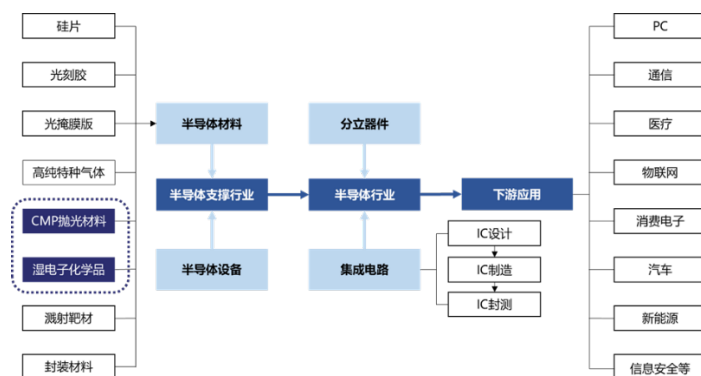 硅片
光刻胶
光掩膜版
高纯特种气体
CMP抛光材料
湿电子化学品
溅射靶材
封装材料
半导体材料
半导体支撑行业
半导体设备
分立器件
半导体行业
集成电路
IC设计
IC制造
IC封测
下游应用
PC
通信
医疗
物联网
消费电子
汽车
新能源
信息安全等